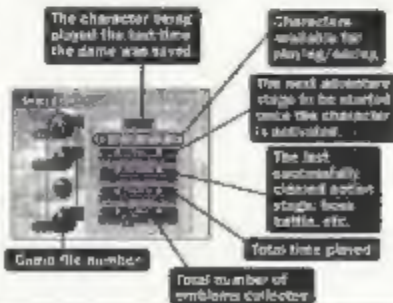 The character being
played the last time
the game was saved
Characters
available for
playing/saving
The next adventure
stage to be started
once the character
is activated.
The last
successfully
cleared action
stage, boss
battle, etc.
Total time played
Game file number
Total number of
emblems collected